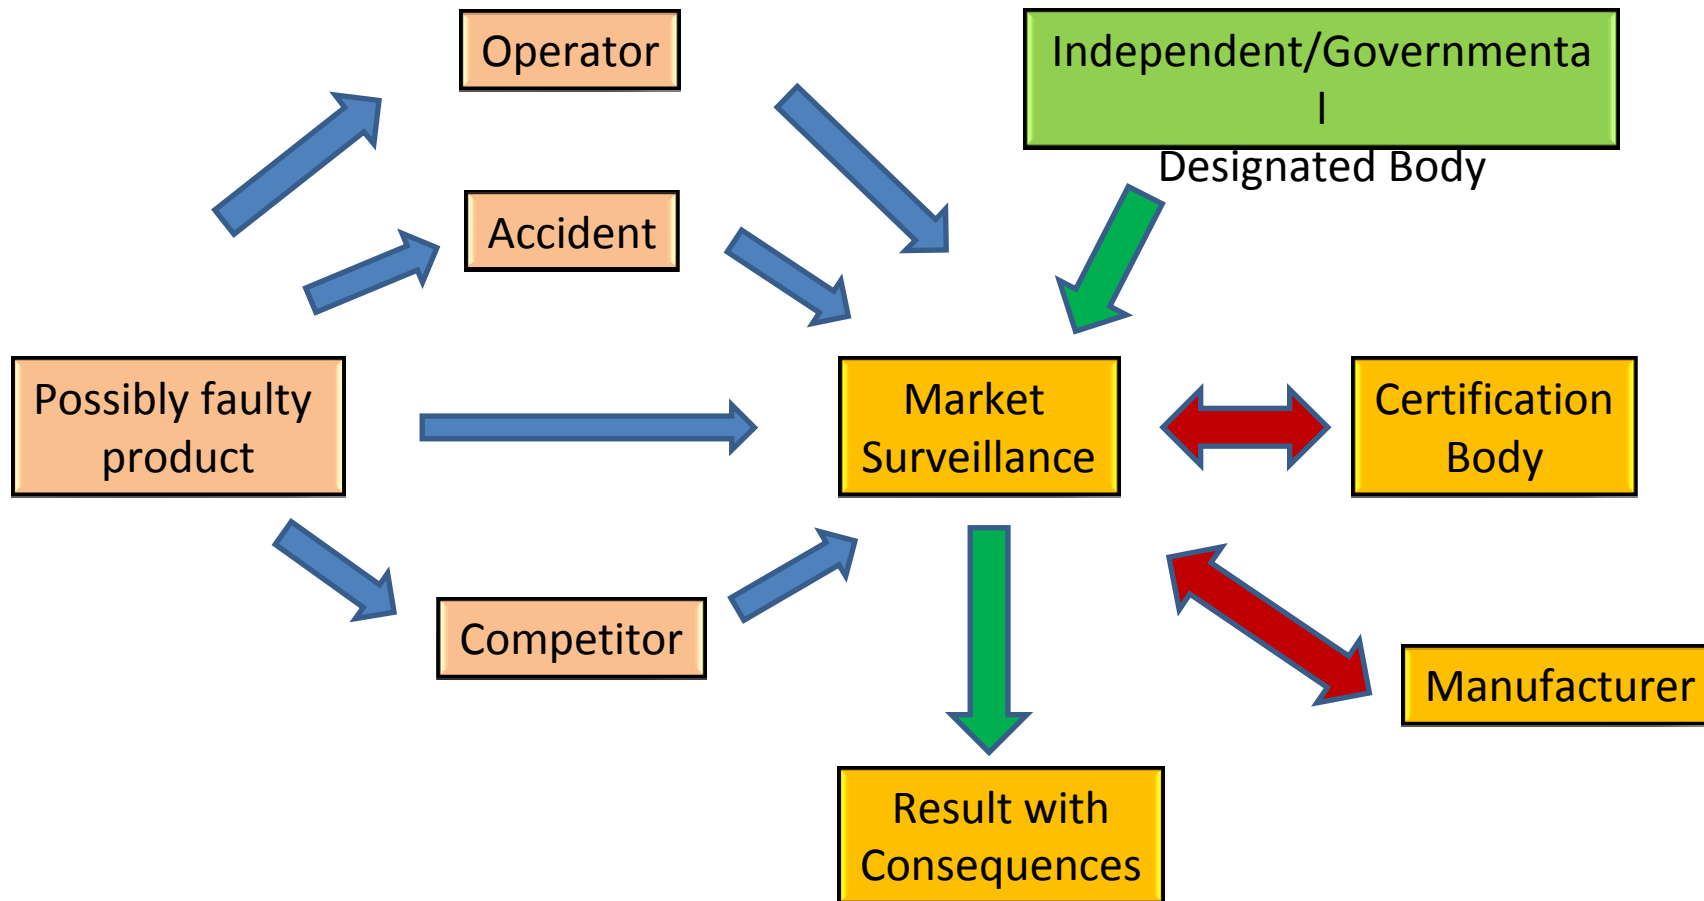 Operator
Independent/Governmenta
l
Designated Body
Accident
Possibly faulty
product
Market
Surveillance
Certification
Body
Competitor
Manufacturer
Result with
Consequences